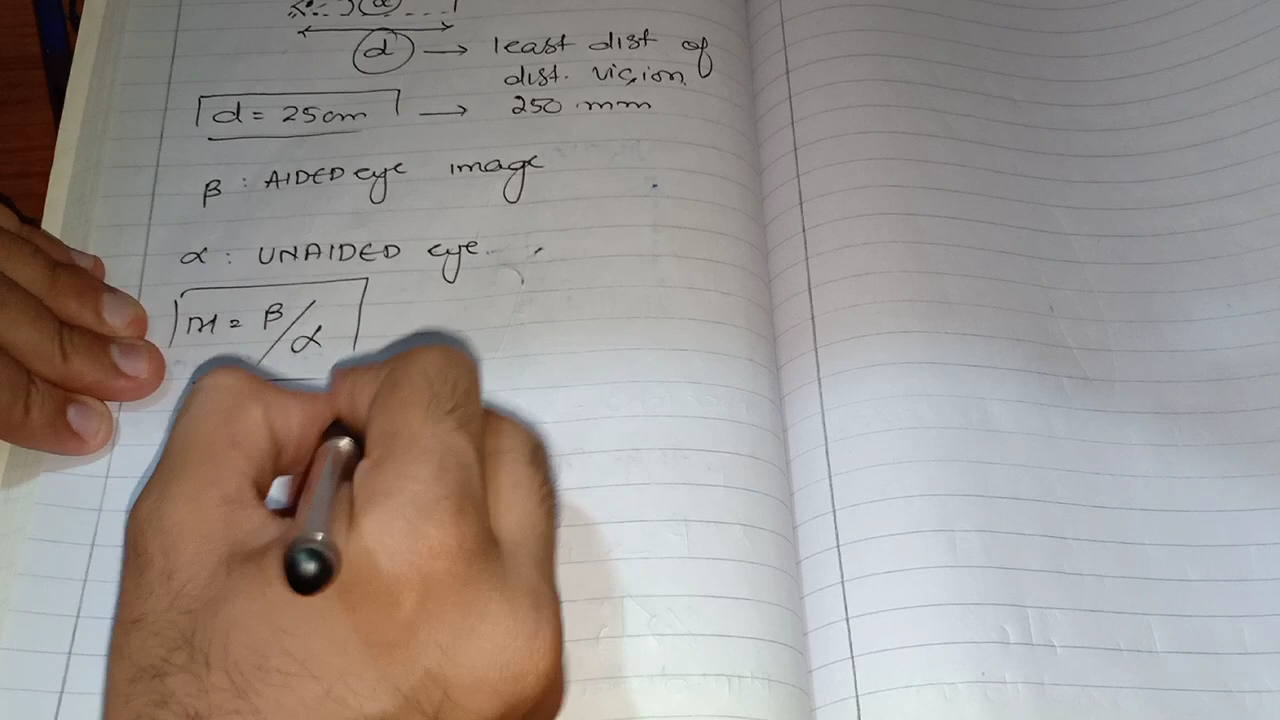 α
d → least dist of
dist. vision.
d = 25cm → 250 mm
β : AIDED eye image
α : UNAIDED eye.
M = β/α